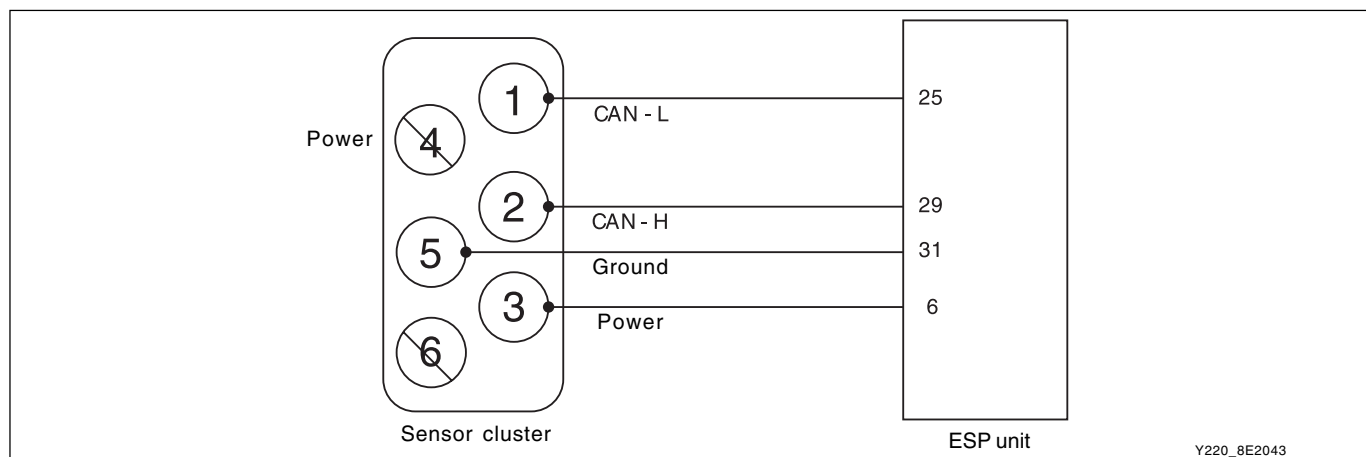 1
25
CAN - L
Power
4
2
29
CAN - H
5
31
Ground
3
6
Power
6
Sensor cluster
ESP unit
Y220_8E2043